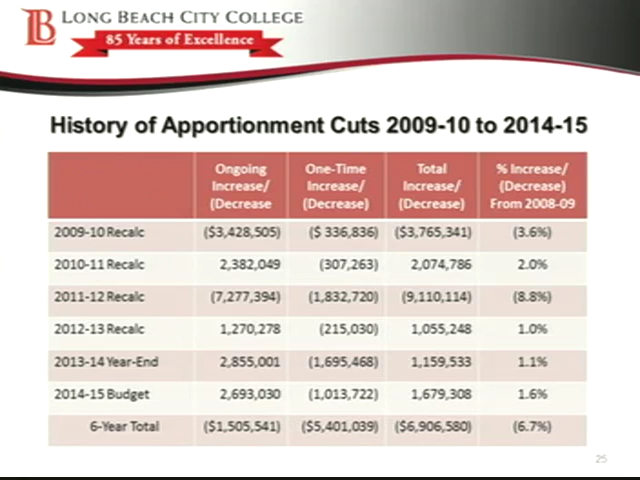 LB LONG BEACH CITY COLLEGE
85 Years of Excellence
History of Apportionment Cuts 2009-10 to 2014-15
Ongoing Increase/ (Decrease One-Time Increase/ (Decrease) Total Increase/ (Decrease) % Increase/ (Decrease) From 2008-09
2009-10 Recalc ($3,428,505) ($ 336,836) ($3,765,341) (3.6%)
2010-11 Recalc 2,382,049 (307,263) 2,074,786 2.0%
2011-12 Recalc (7,277,394) (1,832,720) (9,110,114) (8.8%)
2012-13 Recalc 1,270,278 (215,030) 1,055,248 1.0%
2013-14 Year-End 2,855,001 (1,695,468) 1,159,533 1.1%
2014-15 Budget 2,693,030 (1,013,722) 1,679,308 1.6%
6-Year Total ($1,505,541) ($5,401,039) ($6,906,580) (6.7%)
25